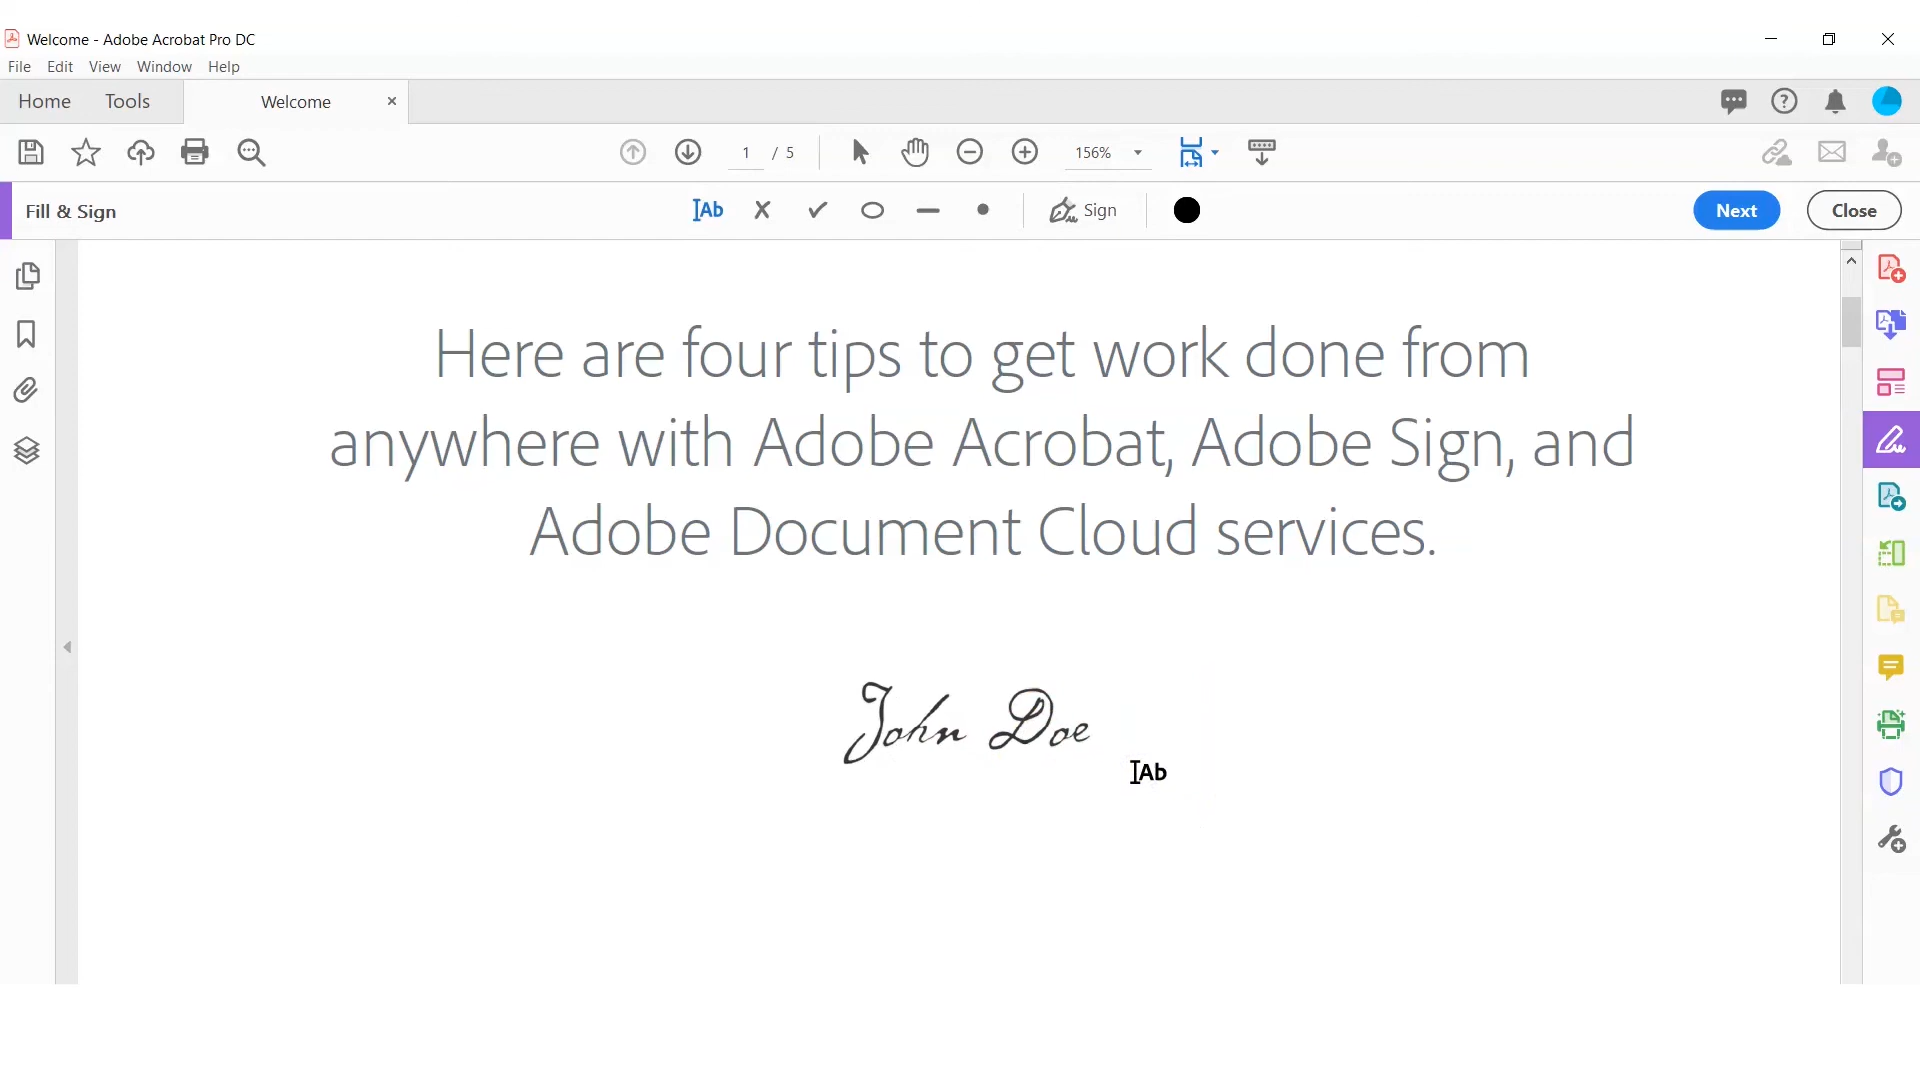 Welcome - Adobe Acrobat Pro DC
File Edit View Window Help
Home Tools Welcome
1 / 5 156%
Fill & Sign Ab Sign Next Close
Here are four tips to get work done from
anywhere with Adobe Acrobat, Adobe Sign, and
Adobe Document Cloud services.
John Doe
Ab